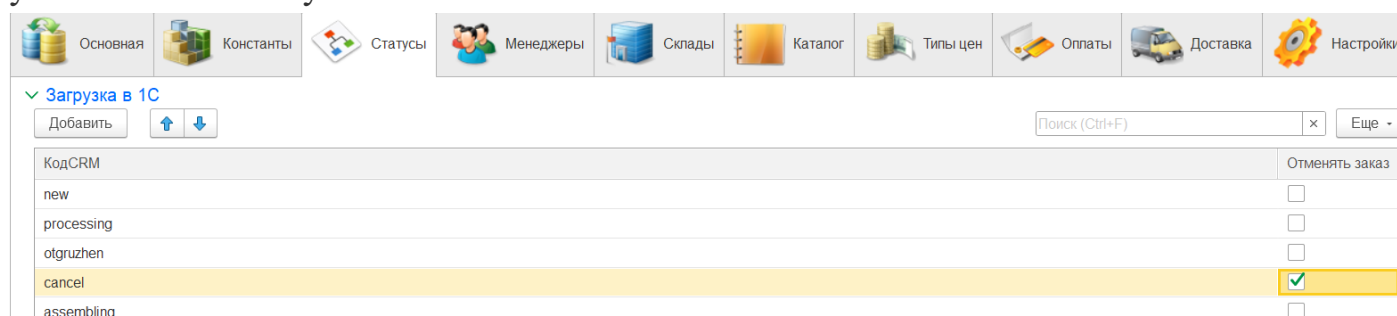 Основная Константы Статусы Менеджеры Склады Каталог Типы цен Оплаты Доставка Настройки
Загрузка в 1С
Добавить Поиск (Ctrl+F) × Еще
КодCRM Отменять заказ
new
processing
otgruzhen
cancel
assembling